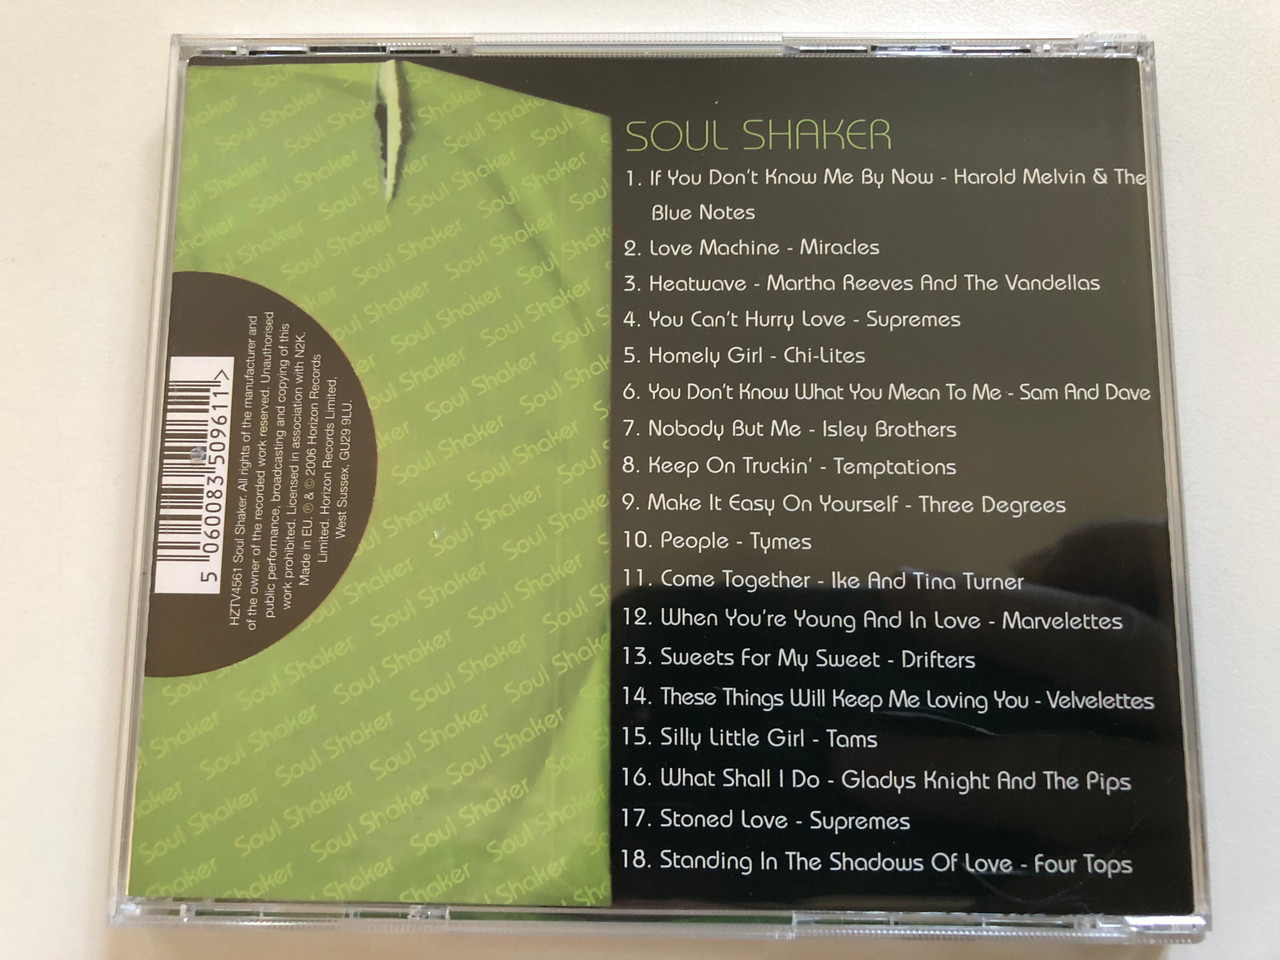 SOUL SHAKER
1. If You Don't Know Me By Now - Harold Melvin & The
Blue Notes
2. Love Machine - Miracles
3. Heatwave - Martha Reeves And The Vandellas
4. You Can't Hurry Love - Supremes
5. Homely Girl - Chi-Lites
6. You Don't Know What You Mean To Me - Sam And Dave
7. Nobody But Me - Isley Brothers
8. Keep On Truckin' - Temptations
9. Make It Easy On Yourself - Three Degrees
10. People - Tymes
11. Come Together - Ike And Tina Turner
12. When You're Young And In Love - Marvelettes
13. Sweets For My Sweet - Drifters
14. These Things Will Keep Me Loving You - Velvelettes
15. Silly Little Girl - Tams
16. What Shall I Do - Gladys Knight And The Pips
17. Stoned Love - Supremes
18. Standing In The Shadows Of Love - Four Tops
5 060083 509611 >
HZTV4561 Soul Shaker. All rights of the manufacturer and
of the owner of the recorded work reserved. Unauthorised
public performance, broadcasting and copying of this
work prohibited. Licensed in association with N2K.
Made in EU. ℗ & © 2006 Horizon Records
Limited. Horizon Records Limited,
West Sussex, GU29 9LU.
Soul Shaker Soul Shaker Soul Shaker